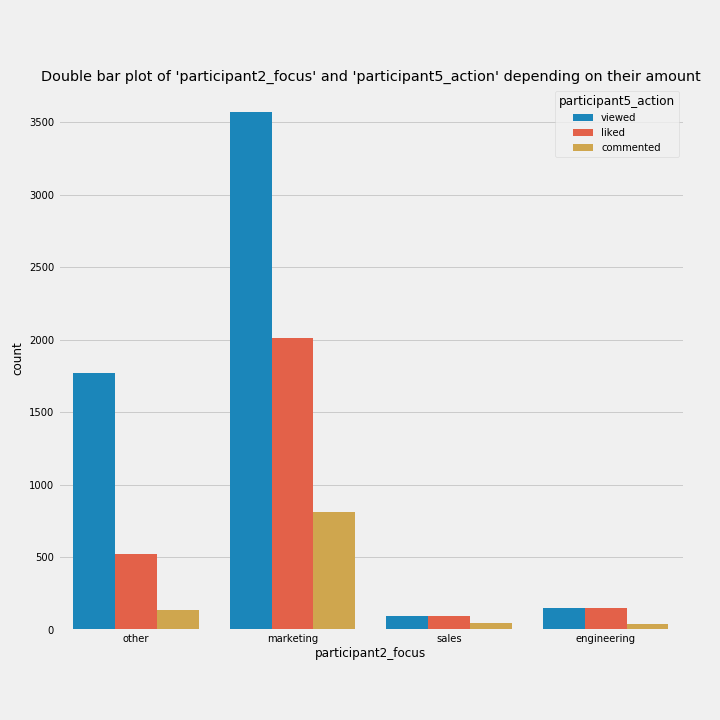 Double bar plot of 'participant2_focus' and 'participant5_action' depending on their amount
participant5_action
viewed
liked
commented
3500
3000
2500
2000
1500
1000
500
0
count
other marketing sales engineering
participant2_focus